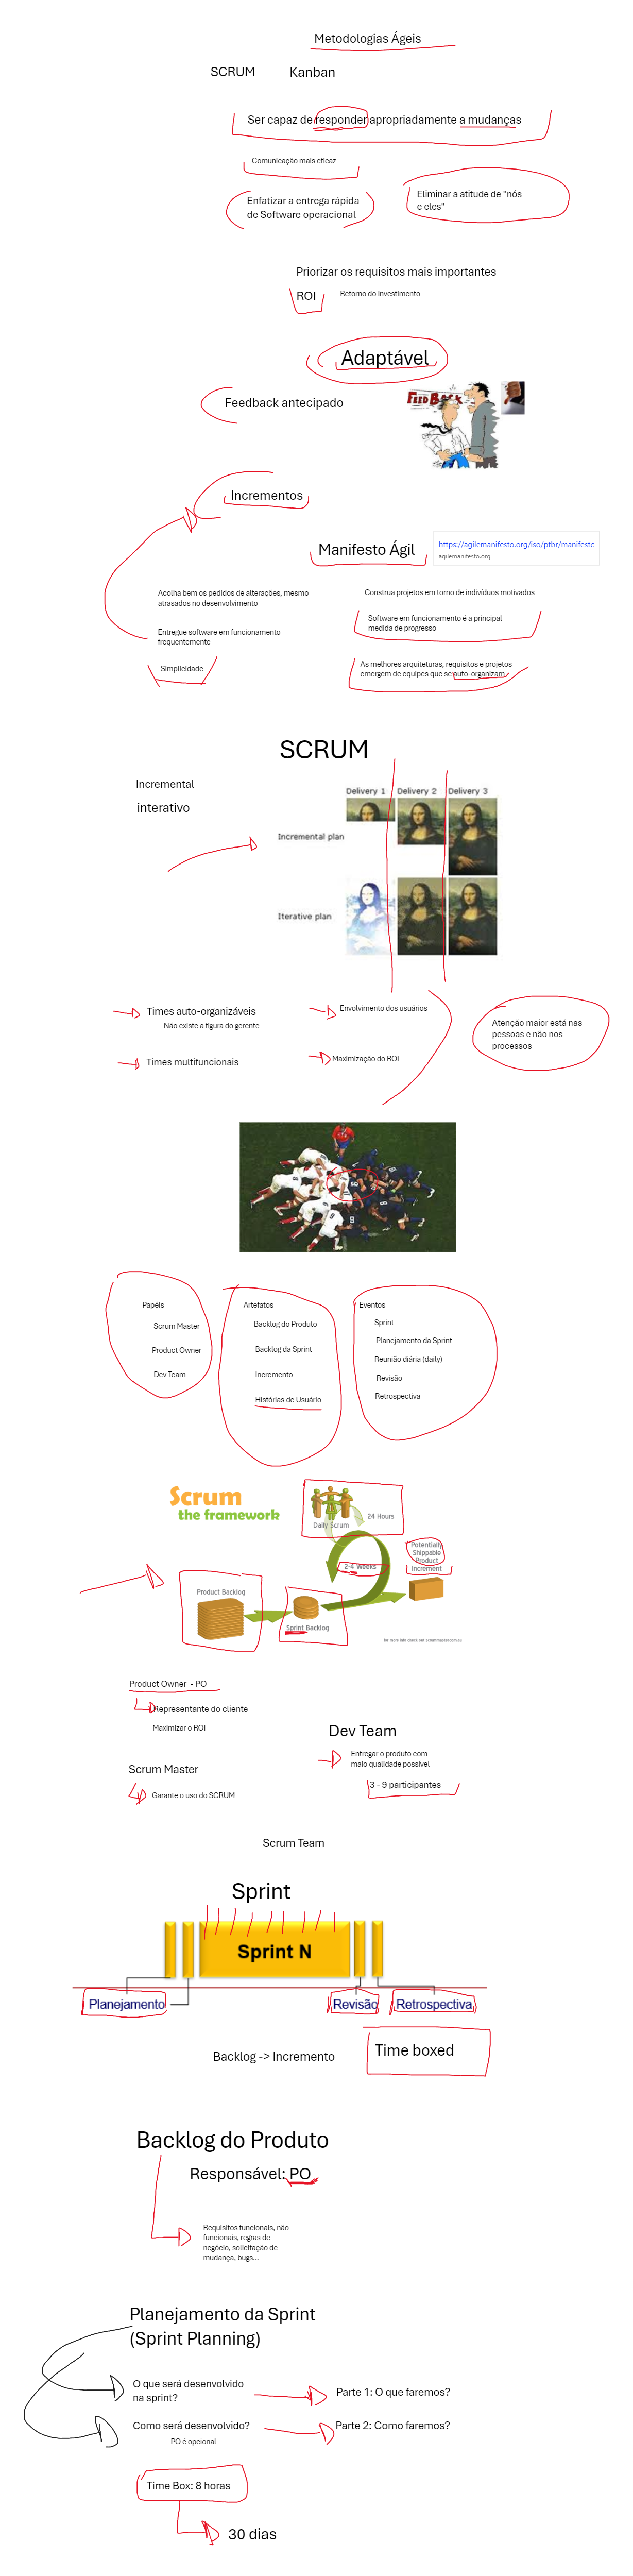 Metodologias Ágeis
SCRUM
Kanban
Ser capaz de responder apropriadamente a mudanças
Comunicação mais eficaz
Enfatizar a entrega rápida
de Software operacional
Eliminar a atitude de "nós
e eles"
Priorizar os requisitos mais importantes
ROI
Retorno do Investimento
Adaptável
Feedback antecipado
FEEDBACK
Incrementos
Manifesto Ágil
https://agilemanifesto.org/iso/ptbr/manifesto
agilemanifesto.org
Acolha bem os pedidos de alterações, mesmo
atrasados no desenvolvimento
Construa projetos em torno de indivíduos motivados
Entregue software em funcionamento
frequentemente
Software em funcionamento é a principal
medida de progresso
Simplicidade
As melhores arquiteturas, requisitos e projetos
emergem de equipes que se auto-organizam
SCRUM
Incremental
interativo
Delivery 1 Delivery 2 Delivery 3
Incremental plan
Iterative plan
Times auto-organizáveis
Não existe a figura do gerente
Envolvimento dos usuários
Atenção maior está nas
pessoas e não nos
processos
Times multifuncionais
Maximização do ROI
Papéis
Scrum Master
Product Owner
Dev Team
Artefatos
Backlog do Produto
Backlog da Sprint
Incremento
Histórias de Usuário
Eventos
Sprint
Planejamento da Sprint
Reunião diária (daily)
Revisão
Retrospectiva
Scrum
the framework
Daily Scrum
24 Hours
2-4 Weeks
Potentially
Shippable
Product
Increment
Product Backlog
Sprint Backlog
for more info check out scrummaster.com.au
Product Owner - PO
Representante do cliente
Maximizar o ROI
Dev Team
Entregar o produto com
maio qualidade possível
3 - 9 participantes
Scrum Master
Garante o uso do SCRUM
Scrum Team
Sprint
Sprint N
Planejamento
Revisão
Retrospectiva
Backlog -> Incremento
Time boxed
Backlog do Produto
Responsável: PO
Requisitos funcionais, não
funcionais, regras de
negócio, solicitação de
mudança, bugs...
Planejamento da Sprint
(Sprint Planning)
O que será desenvolvido
na sprint?
Parte 1: O que faremos?
Como será desenvolvido?
PO é opcional
Parte 2: Como faremos?
Time Box: 8 horas
30 dias